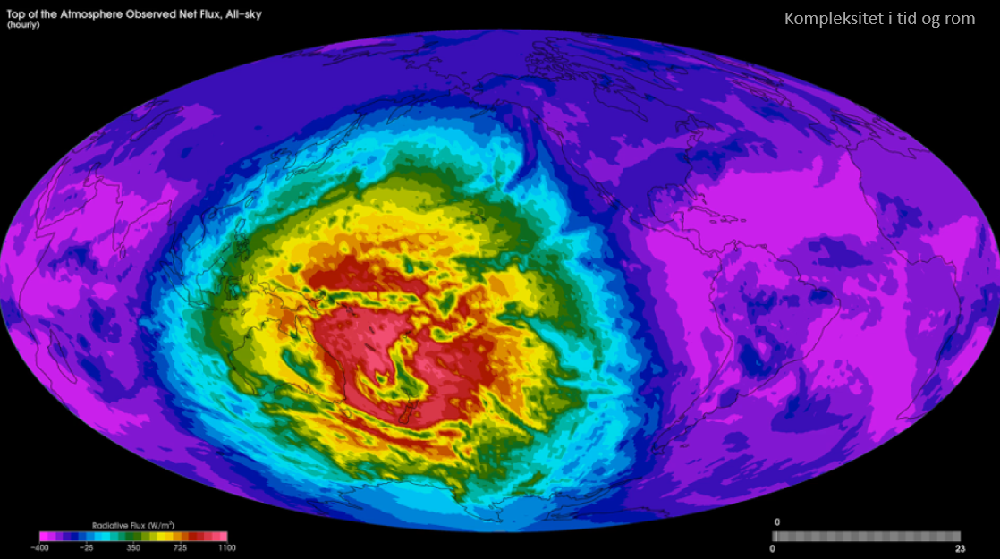 Top of the Atmosphere Observed Net Flux, All-sky
(hourly)
Kompleksitet i tid og rom
Radiative Flux (W/m²)
-400 -25 350 725 1100
0
0 23